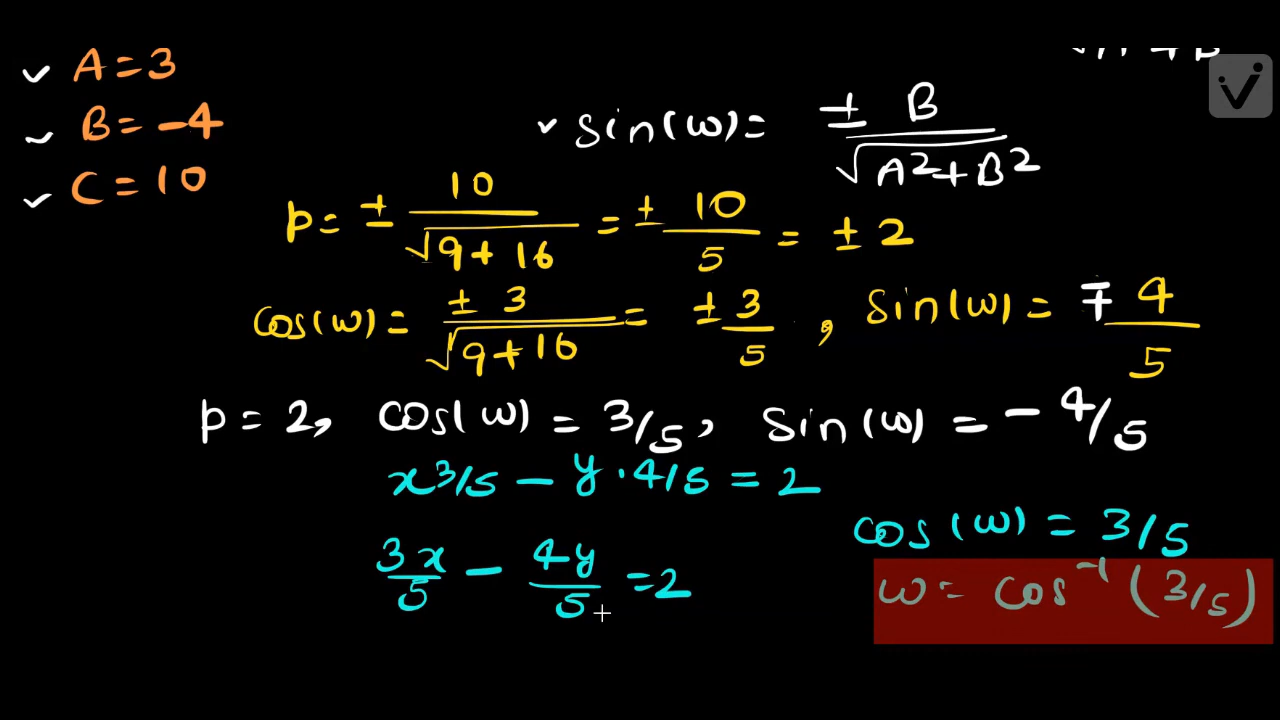 A = 3
B = -4
C = 10
sin(ω) = ± B / √A² + B²
p = ± 10 / √9 + 16 = ± 10 / 5 = ± 2
cos(ω) = ± 3 / √9 + 16 = ± 3 / 5 , sin(ω) = ∓ 4 / 5
p = 2, cos(ω) = 3/5, sin(ω) = - 4/5
x 3/5 - y · 4/5 = 2
cos(ω) = 3/5
3x / 5 - 4y / 5 = 2
ω = cos⁻¹ (3/5)